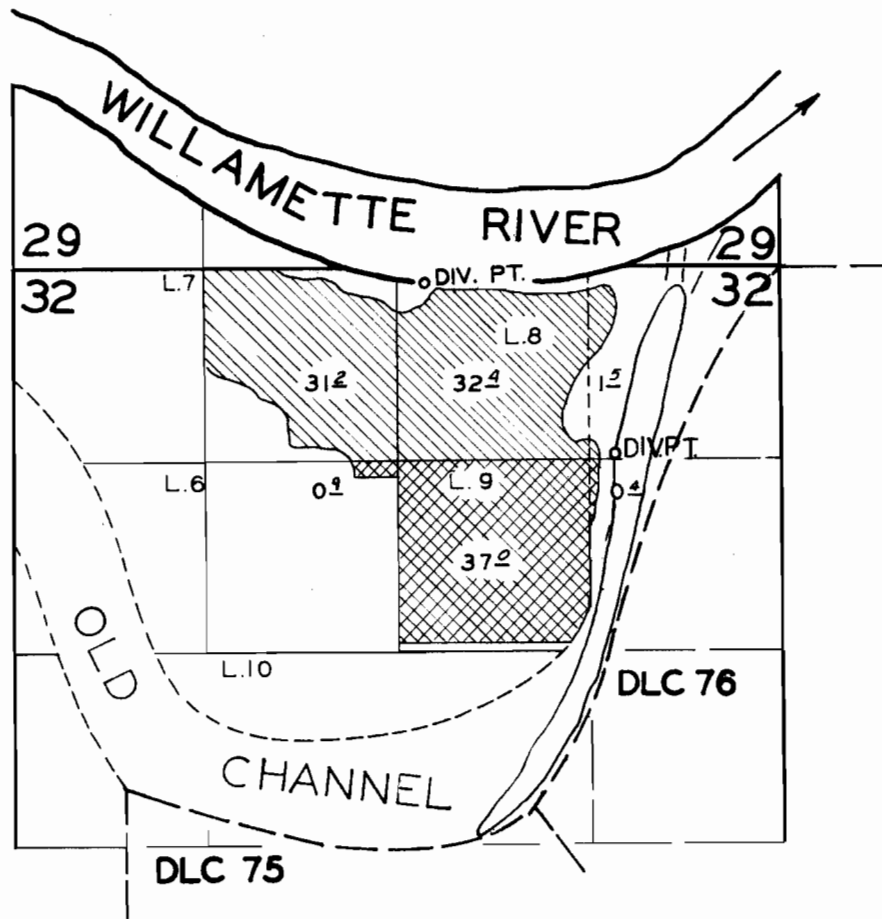 WILLAMETTE RIVER
29
29
32
32
L.7
DIV. PT.
L.8
31 2
32 4
1 5
DIV.PT.
L.6
0 9
L.9
0 4
37 0
OLD
L.10
DLC 76
CHANNEL
DLC 75